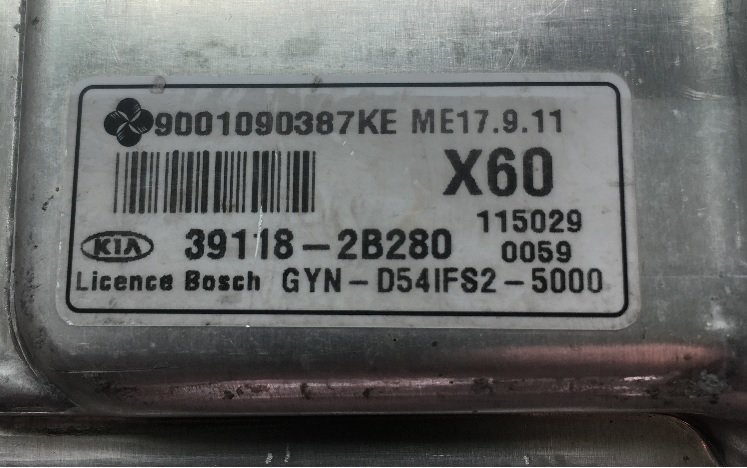 9001090387KE ME17.9.11
X60
115029
KIA 39118-2B280 0059
Licence Bosch GYN-D54IFS2-5000